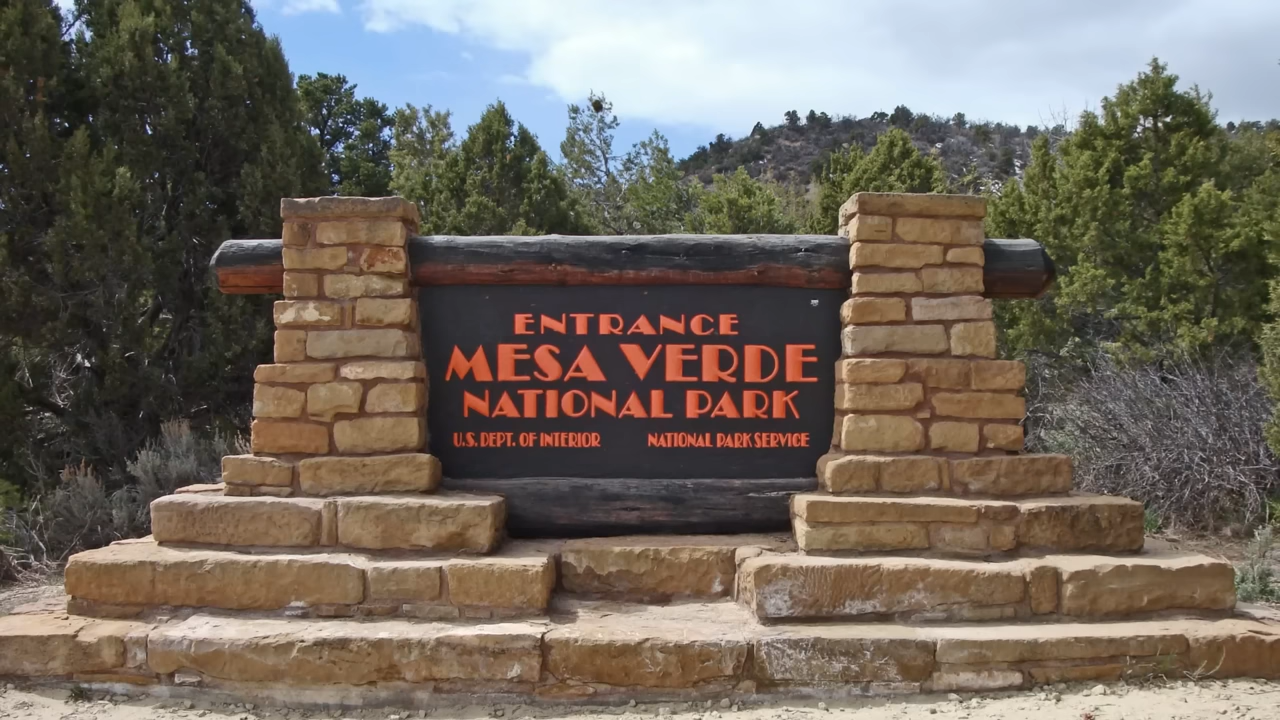 ENTRANCE
MESA VERDE
NATIONAL PARK
U.S. DEPT. OF INTERIOR NATIONAL PARK SERVICE